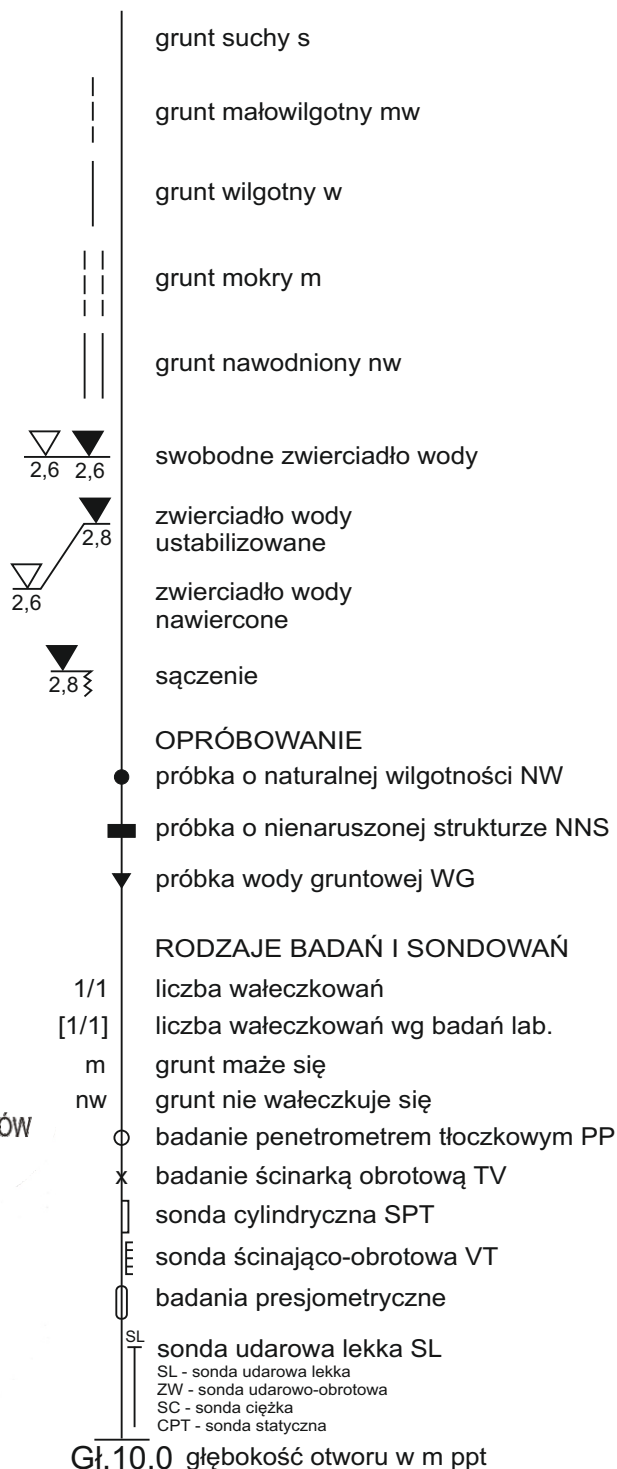 grunt suchy s
grunt małowilgotny mw
grunt wilgotny w
grunt mokry m
grunt nawodniony nw
2,6 2,6 swobodne zwierciadło wody
2,8 zwierciadło wody
ustabilizowane
2,6 zwierciadło wody
nawiercone
2,8 sączenie
OPRÓBOWANIE
próbka o naturalnej wilgotności NW
próbka o nienaruszonej strukturze NNS
próbka wody gruntowej WG
RODZAJE BADAŃ I SONDOWAŃ
1/1 liczba wałeczkowań
[1/1] liczba wałeczkowań wg badań lab.
m grunt maże się
nw grunt nie wałeczkuje się
ÓW
badanie penetrometrem tłoczkowym PP
x badanie ścinarką obrotową TV
sonda cylindryczna SPT
sonda ścinająco-obrotowa VT
badania presjometryczne
SL sonda udarowa lekka SL
SL - sonda udarowa lekka
ZW - sonda udarowo-obrotowa
SC - sonda ciężka
CPT - sonda statyczna
Gł.10.0 głębokość otworu w m ppt